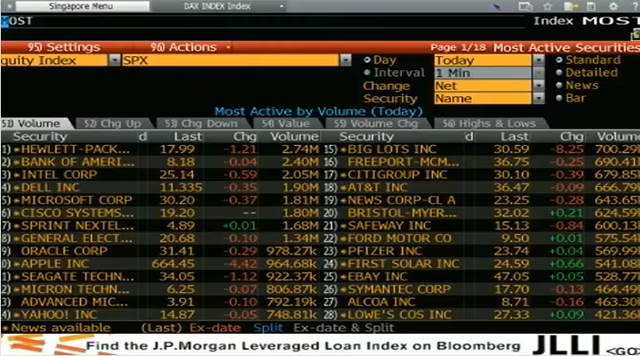 Singapore Menu DAX INDEX Index
MOST Index MOST
95) Settings 96) Actions Page 1/18 Most Active Securities
quity Index SPX Day Today Standard
Interval 1 Min Detailed
Change Net News
Security Name Bar
Most Active by Volume (Today)
51) Volume 52) Chg Up 53) Chg Down 54) Value 55) Volume Chg 56) Highs & Lows
Security d Last Chg Volume Security d Last Chg Volume
1) HEWLETT-PACK... 17.99 -1.21 2.74M 15) BIG LOTS INC 30.59 -8.25 700.29
2) BANK OF AMERI... 8.18 -0.04 2.40M 16) FREEPORT-MCM... 36.75 -0.25 690.41
3) INTEL CORP 25.14 -0.59 2.05M 17) CITIGROUP INC 30.10 -0.39 679.85
4) DELL INC 11.335 -0.35 1.90M 18) AT&T INC 36.47 -0.09 666.79
5) MICROSOFT CORP 30.20 -0.37 1.81M 19) NEWS CORP-CL A 23.25 -0.28 643.65
6) CISCO SYSTEMS... 19.20 -- 1.80M 20) BRISTOL-MYER... 32.02 +0.21 624.59
7) SPRINT NEXTEL... 4.89 +0.01 1.68M 21) SAFEWAY INC 15.13 -0.84 600.13
8) GENERAL ELECT... 20.68 -0.10 1.34M 22) FORD MOTOR CO 9.50 +0.01 575.54
9) ORACLE CORP 31.41 -0.29 978.27k 23) PFIZER INC 23.94 +0.04 566.99
0) APPLE INC 664.45 -4.42 928.64k 24) FIRST SOLAR INC 24.59 +0.66 541.08
1) SEAGATE TECHN... 34.05 -1.12 922.37k 25) EBAY INC 47.05 +0.05 528.77
2) MICRON TECHN... 6.25 -0.07 806.87k 26) SYMANTEC CORP 17.70 -0.13 464.49
3) ADVANCED MIC... 3.91 -0.10 792.19k 27) ALCOA INC 8.71 -0.16 463.30
4) YAHOO! INC 14.87 -0.05 748.81k 28) LOWE'S COS INC 27.33 +0.09 421.36
*News available (Last) Ex-date Split Ex-date & Split
Find the J.P.Morgan Leveraged Loan Index on Bloomberg JLLI <GO>